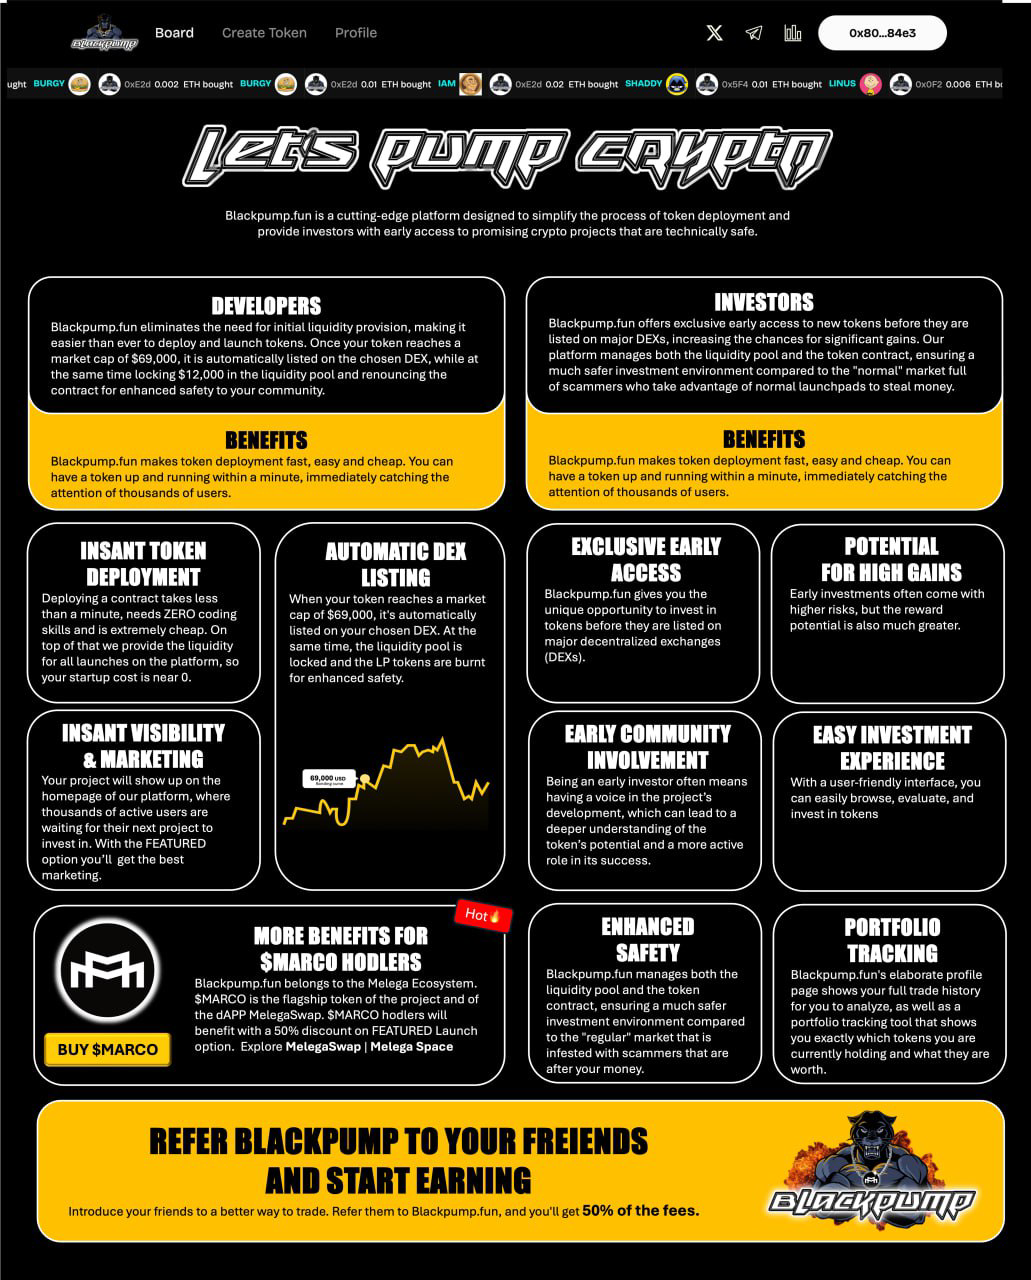 BLACKPUMP
Board
Create Token
Profile
0x80...84e3
ught BURGY 0xE2d 0.002 ETH bought BURGY 0xE2d 0.01 ETH bought IAM 0xE2d 0.02 ETH bought SHADDY 0x5F4 0.01 ETH bought LINUS 0x0F2 0.006 ETH bo
LET'S PUMP CRYPTO
Blackpump.fun is a cutting-edge platform designed to simplify the process of token deployment and
provide investors with early access to promising crypto projects that are technically safe.
DEVELOPERS
Blackpump.fun eliminates the need for initial liquidity provision, making it
easier than ever to deploy and launch tokens. Once your token reaches a
market cap of $69,000, it is automatically listed on the chosen DEX, while at
the same time locking $12,000 in the liquidity pool and renouncing the
contract for enhanced safety to your community.
BENEFITS
Blackpump.fun makes token deployment fast, easy and cheap. You can
have a token up and running within a minute, immediately catching the
attention of thousands of users.
INVESTORS
Blackpump.fun offers exclusive early access to new tokens before they are
listed on major DEXs, increasing the chances for significant gains. Our
platform manages both the liquidity pool and the token contract, ensuring a
much safer investment environment compared to the "normal" market full
of scammers who take advantage of normal launchpads to steal money.
BENEFITS
Blackpump.fun makes token deployment fast, easy and cheap. You can
have a token up and running within a minute, immediately catching the
attention of thousands of users.
INSANT TOKEN
DEPLOYMENT
Deploying a contract takes less
than a minute, needs ZERO coding
skills and is extremely cheap. On
top of that we provide the liquidity
for all launches on the platform, so
your startup cost is near 0.
AUTOMATIC DEX
LISTING
When your token reaches a market
cap of $69,000, it's automatically
listed on your chosen DEX. At the
same time, the liquidity pool is
locked and the LP tokens are burnt
for enhanced safety.
69,000 USD
Bonding curve
INSANT VISIBILITY
& MARKETING
Your project will show up on the
homepage of our platform, where
thousands of active users are
waiting for their next project to
invest in. With the FEATURED
option you'll get the best
marketing.
EXCLUSIVE EARLY
ACCESS
Blackpump.fun gives you the
unique opportunity to invest in
tokens before they are listed on
major decentralized exchanges
(DEXs).
POTENTIAL
FOR HIGH GAINS
Early investments often come with
higher risks, but the reward
potential is also much greater.
EARLY COMMUNITY
INVOLVEMENT
Being an early investor often means
having a voice in the project's
development, which can lead to a
deeper understanding of the
token's potential and a more active
role in its success.
EASY INVESTMENT
EXPERIENCE
With a user-friendly interface, you
can easily browse, evaluate, and
invest in tokens
Hot
MORE BENEFITS FOR
$MARCO HODLERS
Blackpump.fun belongs to the Melega Ecosystem.
$MARCO is the flagship token of the project and of
the dAPP MelegaSwap. $MARCO hodlers will
benefit with a 50% discount on FEATURED Launch
option. Explore MelegaSwap | Melega Space
BUY $MARCO
ENHANCED
SAFETY
Blackpump.fun manages both the
liquidity pool and the token
contract, ensuring a much safer
investment environment compared
to the "regular" market that is
infested with scammers that are
after your money.
PORTFOLIO
TRACKING
Blackpump.fun's elaborate profile
page shows your full trade history
for you to analyze, as well as a
portfolio tracking tool that shows
you exactly which tokens you are
currently holding and what they are
worth.
REFER BLACKPUMP TO YOUR FREIENDS
AND START EARNING
Introduce your friends to a better way to trade. Refer them to Blackpump.fun, and you'll get 50% of the fees.
BLACKPUMP